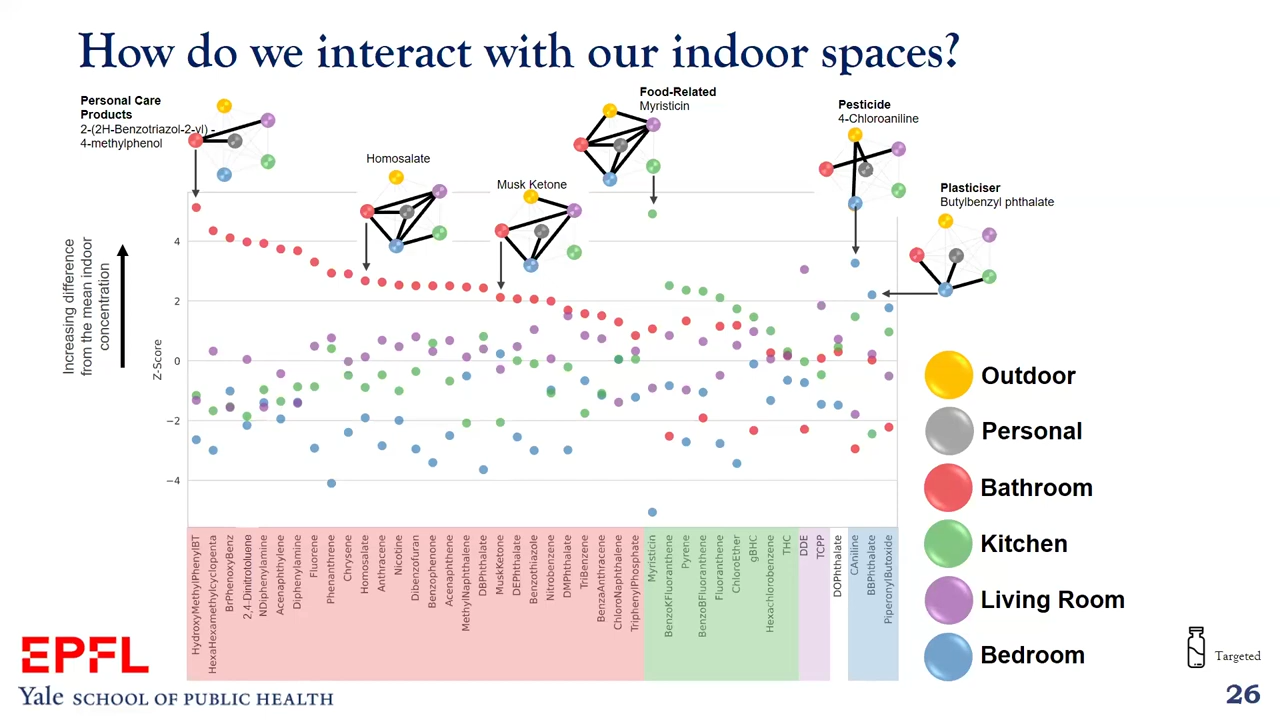 How do we interact with our indoor spaces?
Personal Care
Products
2-(2H-Benzotriazol-2-yl) -
4-methylphenol
Homosalate
Musk Ketone
Food-Related
Myristicin
Pesticide
4-Chloroaniline
Plasticiser
Butylbenzyl phthalate
Increasing difference
from the mean indoor
concentration
Z-Score
4
2
0
−2
−4
HydroxyMethylPhenylBT
HexaHexamethylcyclopenta
BrPhenoxyBenz
2,4-Dinitrotoluene
NDiphenylamine
Acenaphthylene
Diphenylamine
Fluorene
Phenanthrene
Chrysene
Homosalate
Anthracene
Nicotine
Dibenzofuran
Benzophenone
Acenaphthene
MethylNaphthalene
DBPhthalate
MuskKetone
DEPhthalate
Benzothiazole
Nitrobenzene
DMPhthalate
TriBenzene
BenzaAnthracene
ChloroNaphthalene
TriphenylPhosphate
Myristicin
BenzoKFluoranthene
Pyrene
BenzoBFluoranthene
Fluoranthene
ChloroEther
gBHC
Hexachlorobenzene
THC
DDE
TCPP
DOPhthalate
CAniline
BBPhthalate
PiperonylButoxide
Outdoor
Personal
Bathroom
Kitchen
Living Room
Bedroom
EPFL
Yale SCHOOL OF PUBLIC HEALTH
Targeted
26